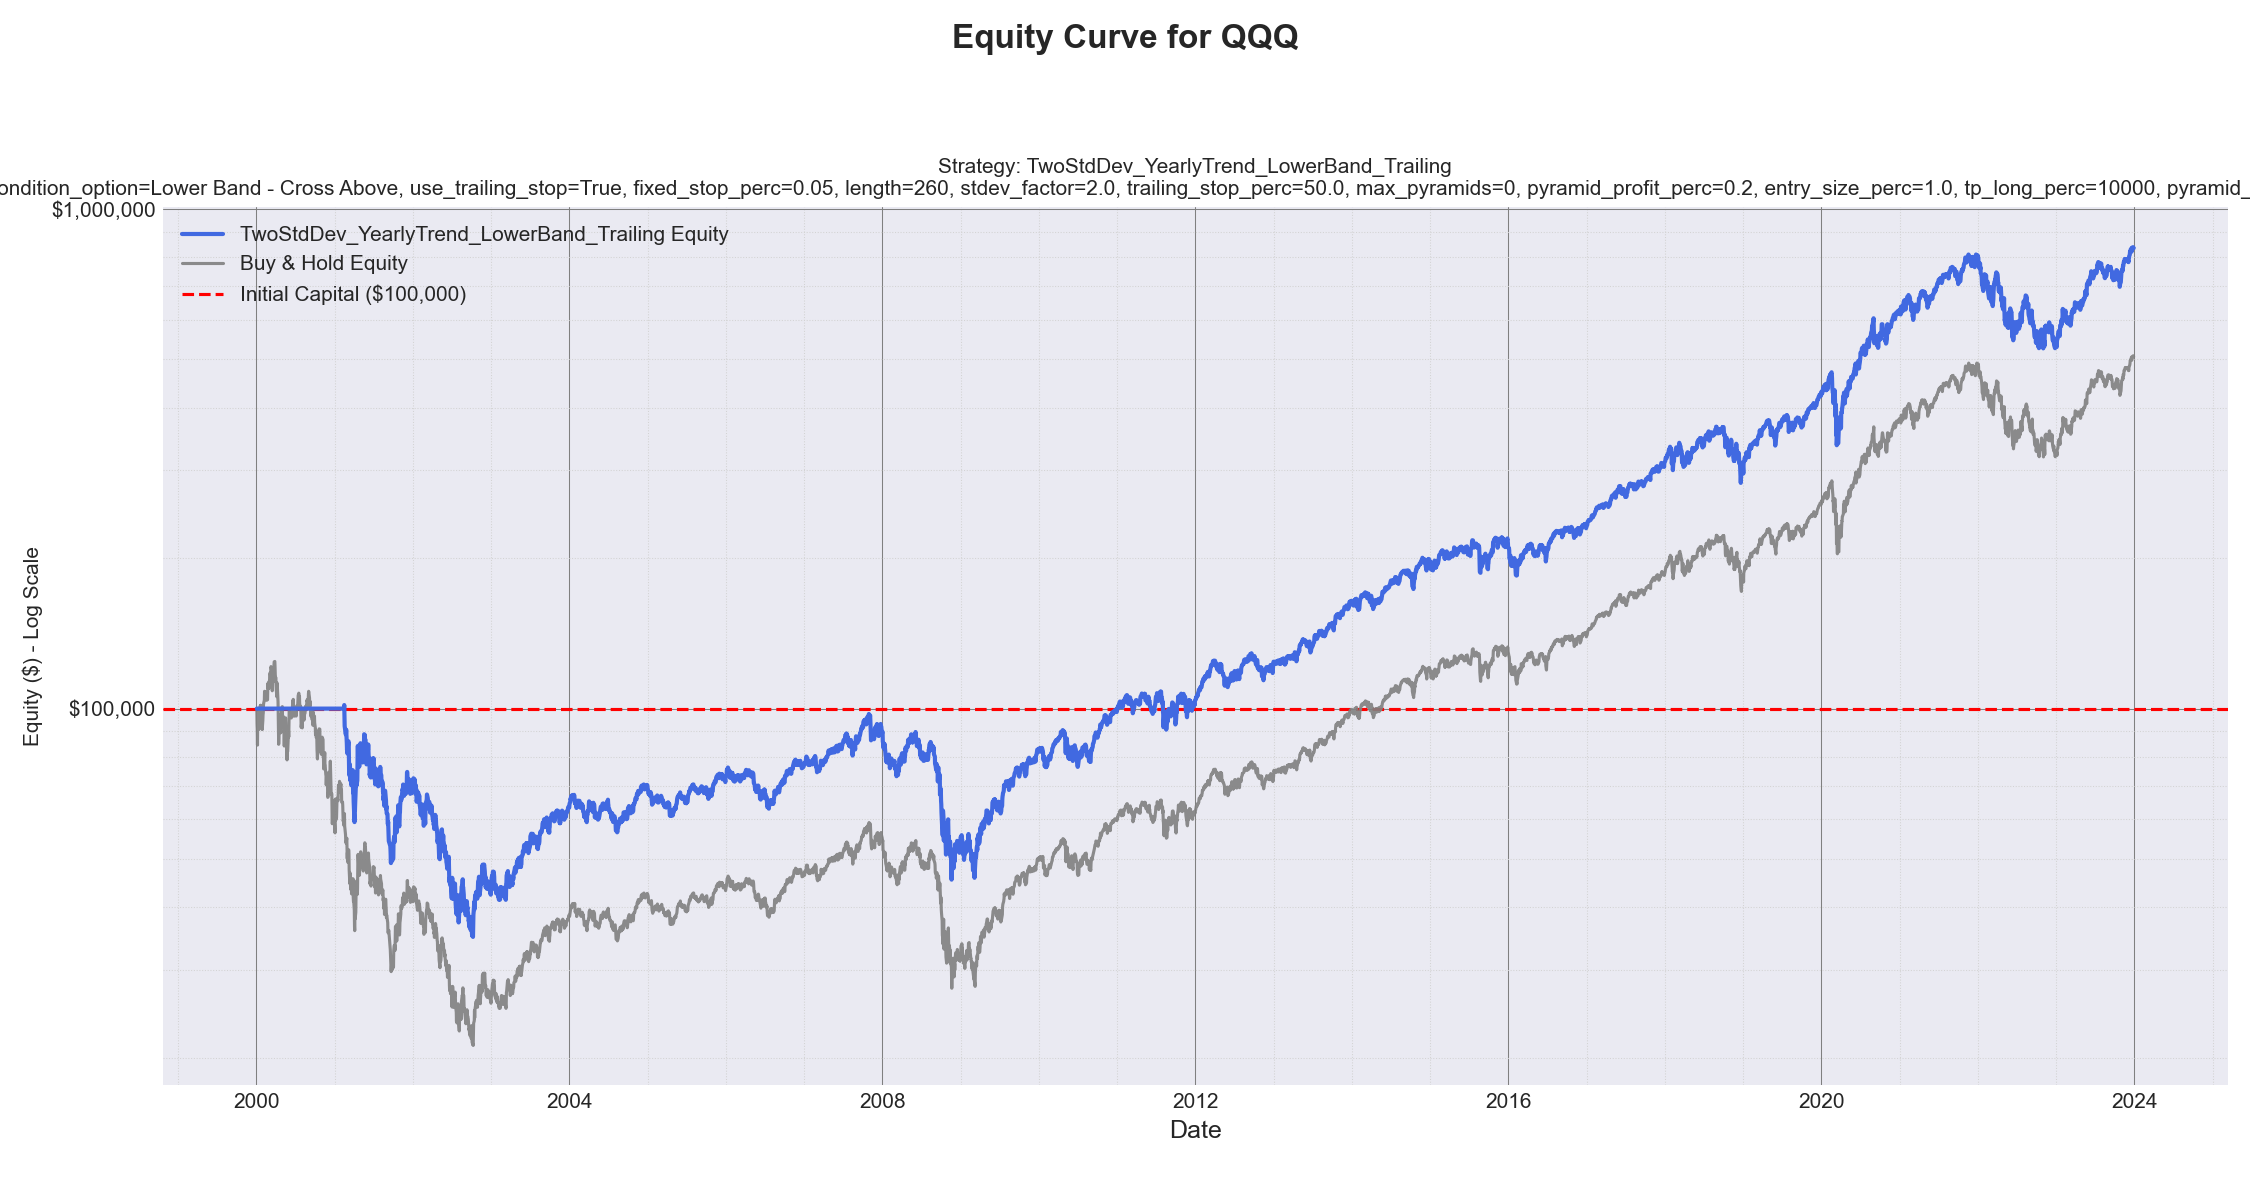 Equity Curve for QQQ
Strategy: TwoStdDev_YearlyTrend_LowerBand_Trailing
ondition_option=Lower Band - Cross Above, use_trailing_stop=True, fixed_stop_perc=0.05, length=260, stdev_factor=2.0, trailing_stop_perc=50.0, max_pyramids=0, pyramid_profit_perc=0.2, entry_size_perc=1.0, tp_long_perc=10000, pyramid_
$1,000,000
TwoStdDev_YearlyTrend_LowerBand_Trailing Equity
Buy & Hold Equity
Initial Capital ($100,000)
Equity ($) - Log Scale
$100,000
2000 2004 2008 2012 2016 2020 2024
Date